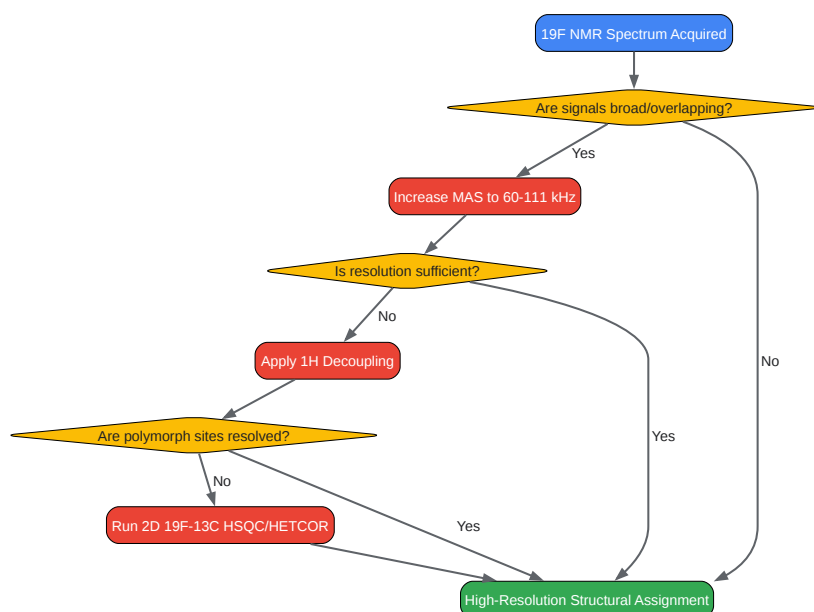 19F NMR Spectrum Acquired
Are signals broad/overlapping?
Yes
Increase MAS to 60-111 kHz
Is resolution sufficient?
No
Apply 1H Decoupling
No
Are polymorph sites resolved?
Yes
No
Run 2D 19F-13C HSQC/HETCOR
Yes
High-Resolution Structural Assignment